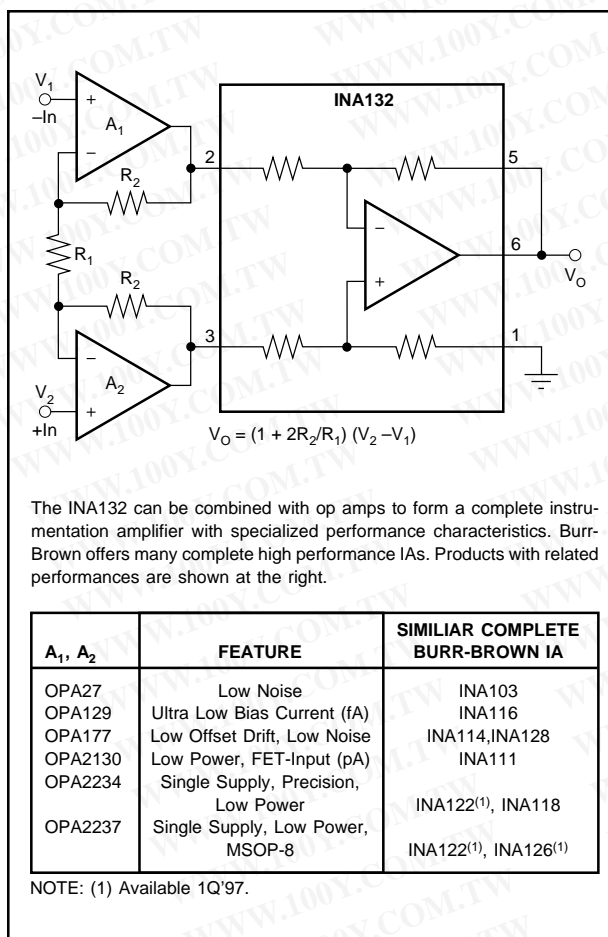 INA132
V1
–In
A1
2
5
R2
R1
6
VO
R2
3
1
A2
V2
+In
VO = (1 + 2R2/R1) (V2 –V1)
The INA132 can be combined with op amps to form a complete instru-
mentation amplifier with specialized performance characteristics. Burr-
Brown offers many complete high performance IAs. Products with related
performances are shown at the right.
A1, A2 FEATURE SIMILIAR COMPLETE
BURR-BROWN IA
OPA27 Low Noise INA103
OPA129 Ultra Low Bias Current (fA) INA116
OPA177 Low Offset Drift, Low Noise INA114,INA128
OPA2130 Low Power, FET-Input (pA) INA111
OPA2234 Single Supply, Precision,
Low Power INA122(1), INA118
OPA2237 Single Supply, Low Power,
MSOP-8 INA122(1), INA126(1)
NOTE: (1) Available 1Q'97.
WWW.100Y.COM.TW